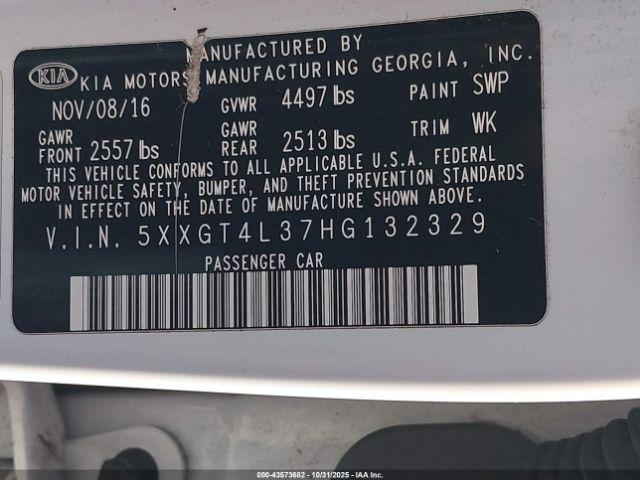 MANUFACTURED BY
KIA KIA MOTORS MANUFACTURING GEORGIA, INC.
NOV/08/16 GVWR 4497 lbs PAINT SWP
GAWR FRONT 2557 lbs GAWR REAR 2513 lbs TRIM WK
THIS VEHICLE CONFORMS TO ALL APPLICABLE U.S.A. FEDERAL
MOTOR VEHICLE SAFETY, BUMPER, AND THEFT PREVENTION STANDARDS
IN EFFECT ON THE DATE OF MANUFACTURE SHOWN ABOVE.
V.I.N. 5XXGT4L37HG132329
PASSENGER CAR
000-43573682 - 10/31/2025 - IAA Inc.